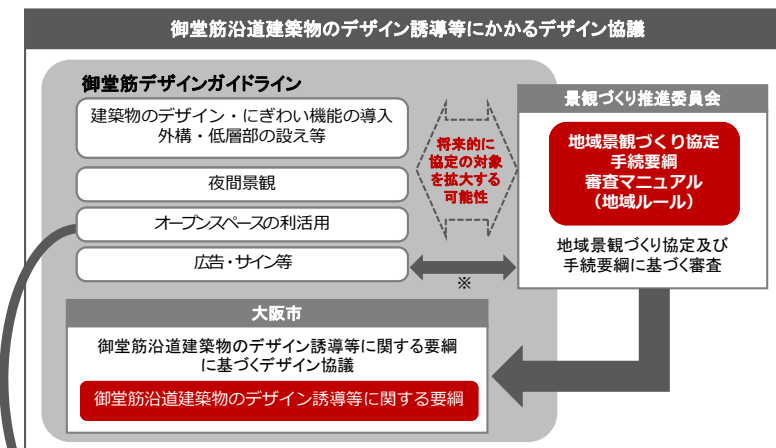 御堂筋沿道建築物のデザイン誘導等にかかるデザイン協議
御堂筋デザインガイドライン
建築物のデザイン・にぎわい機能の導入
外構・低層部の設え等
夜間景観
オープンスペースの利活用
広告・サイン等
将来的に
協定の対象
を拡大する
可能性
※
景観づくり推進委員会
地域景観づくり協定
手続要綱
審査マニュアル
（地域ルール）
地域景観づくり協定及び
手続要綱に基づく審査
大阪市
御堂筋沿道建築物のデザイン誘導等に関する要綱
に基づくデザイン協議
御堂筋沿道建築物のデザイン誘導等に関する要綱